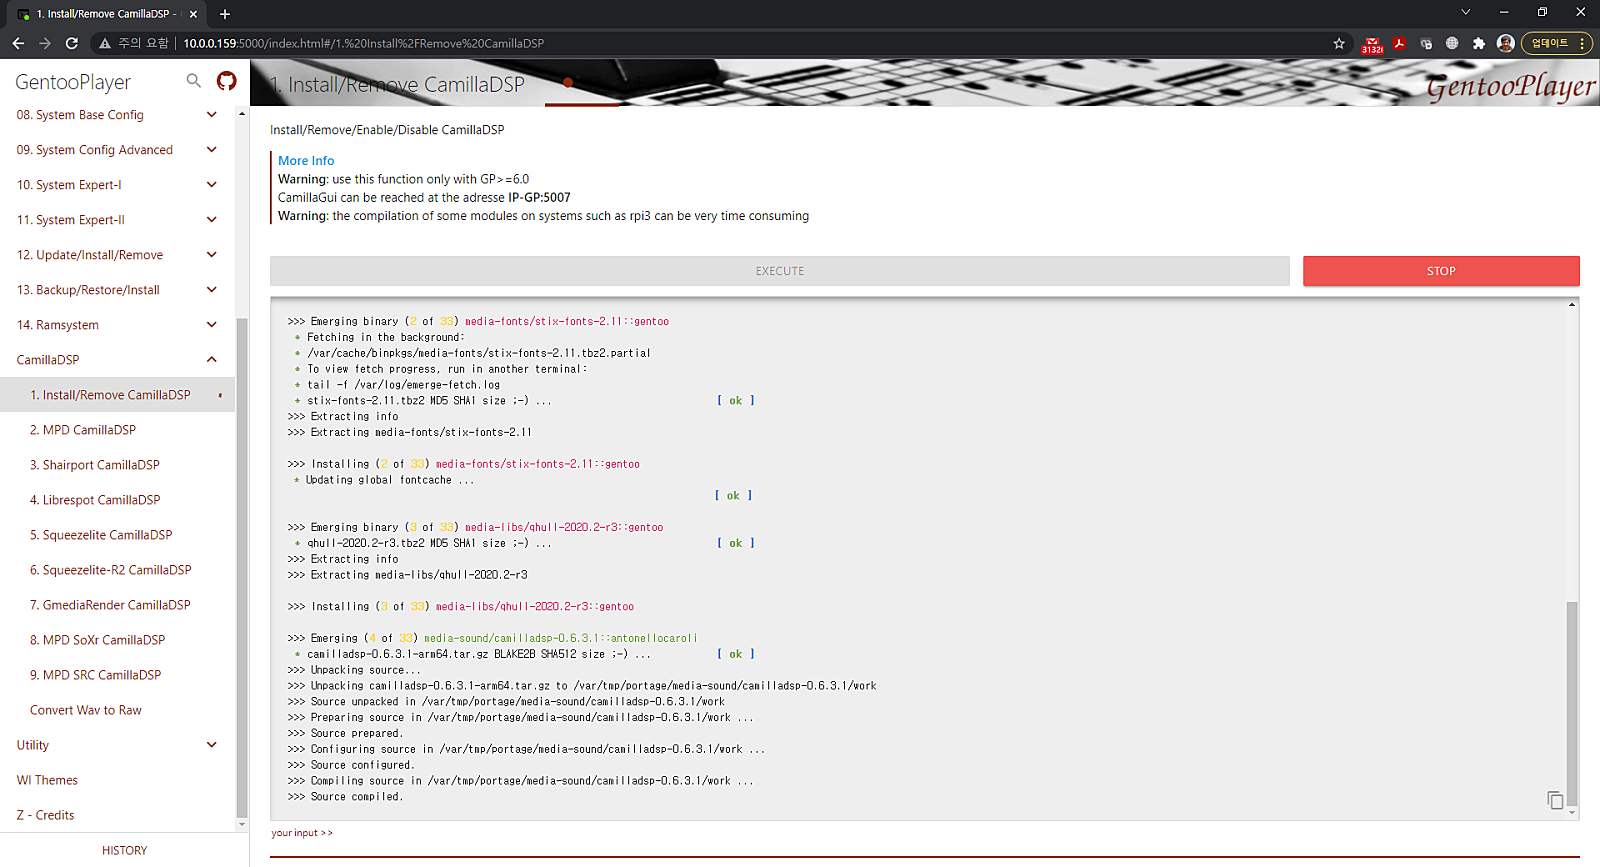 1. Install/Remove CamillaDSP -
주의 요함
10.0.0.159:5000/index.html#/1.%20Install%2FRemove%20CamillaDSP
업데이트
GentooPlayer
1. Install/Remove CamillaDSP
GentooPlayer
08. System Base Config
09. System Config Advanced
10. System Expert-I
11. System Expert-II
12. Update/Install/Remove
13. Backup/Restore/Install
14. Ramsystem
CamillaDSP
1. Install/Remove CamillaDSP
2. MPD CamillaDSP
3. Shairport CamillaDSP
4. Librespot CamillaDSP
5. Squeezelite CamillaDSP
6. Squeezelite-R2 CamillaDSP
7. GmediaRender CamillaDSP
8. MPD SoXr CamillaDSP
9. MPD SRC CamillaDSP
Convert Wav to Raw
Utility
WI Themes
Z - Credits
HISTORY
Install/Remove/Enable/Disable CamillaDSP
More Info
Warning: use this function only with GP>=6.0
CamillaGui can be reached at the adresse IP-GP:5007
Warning: the compilation of some modules on systems such as rpi3 can be very time consuming
EXECUTE
STOP
>>> Emerging binary (2 of 33) media-fonts/stix-fonts-2.11::gentoo
* Fetching in the background:
* /var/cache/binpkgs/media-fonts/stix-fonts-2.11.tbz2.partial
* To view fetch progress, run in another terminal:
* tail -f /var/log/emerge-fetch.log
* stix-fonts-2.11.tbz2 MD5 SHA1 size ;-) ... [ ok ]
>>> Extracting info
>>> Extracting media-fonts/stix-fonts-2.11
>>> Installing (2 of 33) media-fonts/stix-fonts-2.11::gentoo
* Updating global fontcache ...
[ ok ]
>>> Emerging binary (3 of 33) media-libs/qhull-2020.2-r3::gentoo
* qhull-2020.2-r3.tbz2 MD5 SHA1 size ;-) ... [ ok ]
>>> Extracting info
>>> Extracting media-libs/qhull-2020.2-r3
>>> Installing (3 of 33) media-libs/qhull-2020.2-r3::gentoo
>>> Emerging (4 of 33) media-sound/camilladsp-0.6.3.1::antonellocaroli
* camilladsp-0.6.3.1-arm64.tar.gz BLAKE2B SHA512 size ;-) ... [ ok ]
>>> Unpacking source...
>>> Unpacking camilladsp-0.6.3.1-arm64.tar.gz to /var/tmp/portage/media-sound/camilladsp-0.6.3.1/work
>>> Source unpacked in /var/tmp/portage/media-sound/camilladsp-0.6.3.1/work
>>> Preparing source in /var/tmp/portage/media-sound/camilladsp-0.6.3.1/work ...
>>> Source prepared.
>>> Configuring source in /var/tmp/portage/media-sound/camilladsp-0.6.3.1/work ...
>>> Source configured.
>>> Compiling source in /var/tmp/portage/media-sound/camilladsp-0.6.3.1/work ...
>>> Source compiled.
your input >>